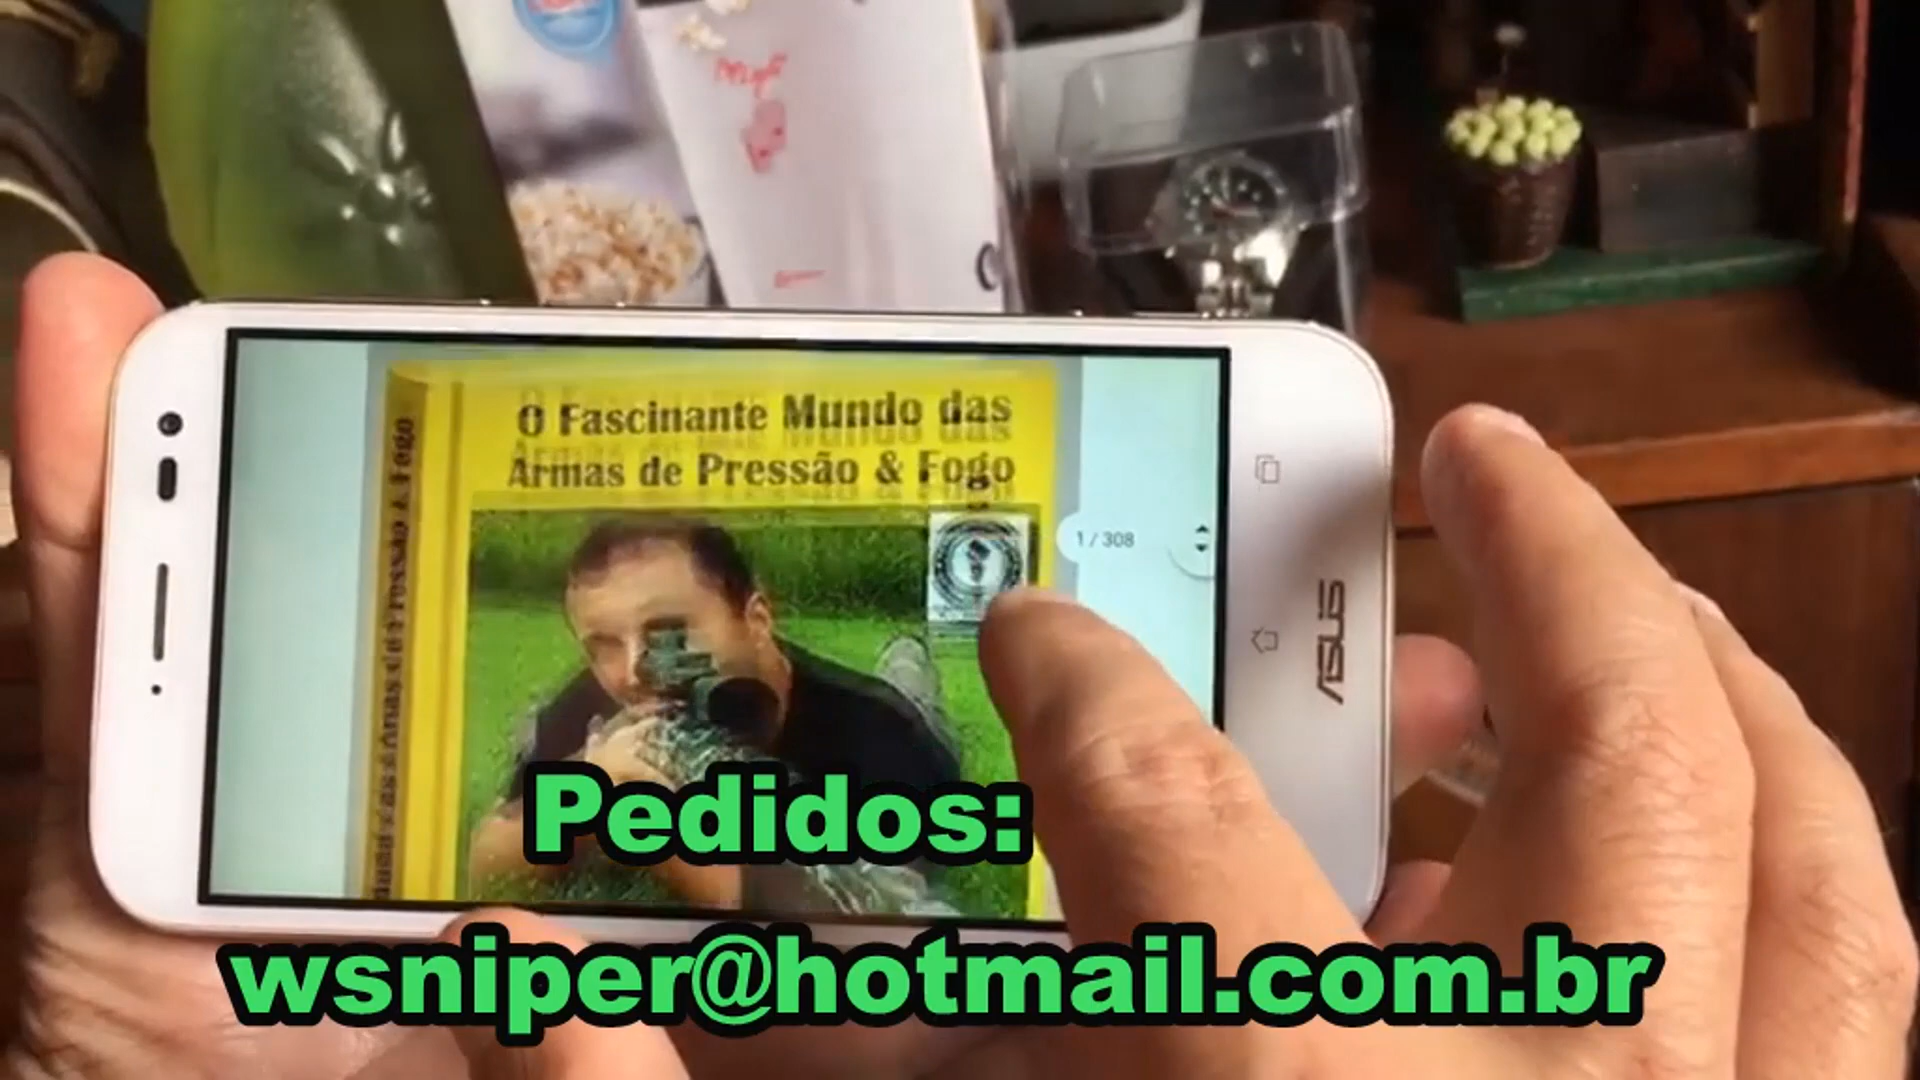 O Fascinante Mundo das
Armas de Pressão & Fogo
1 / 308
ASUS
Pedidos:
wsniper@hotmail.com.br